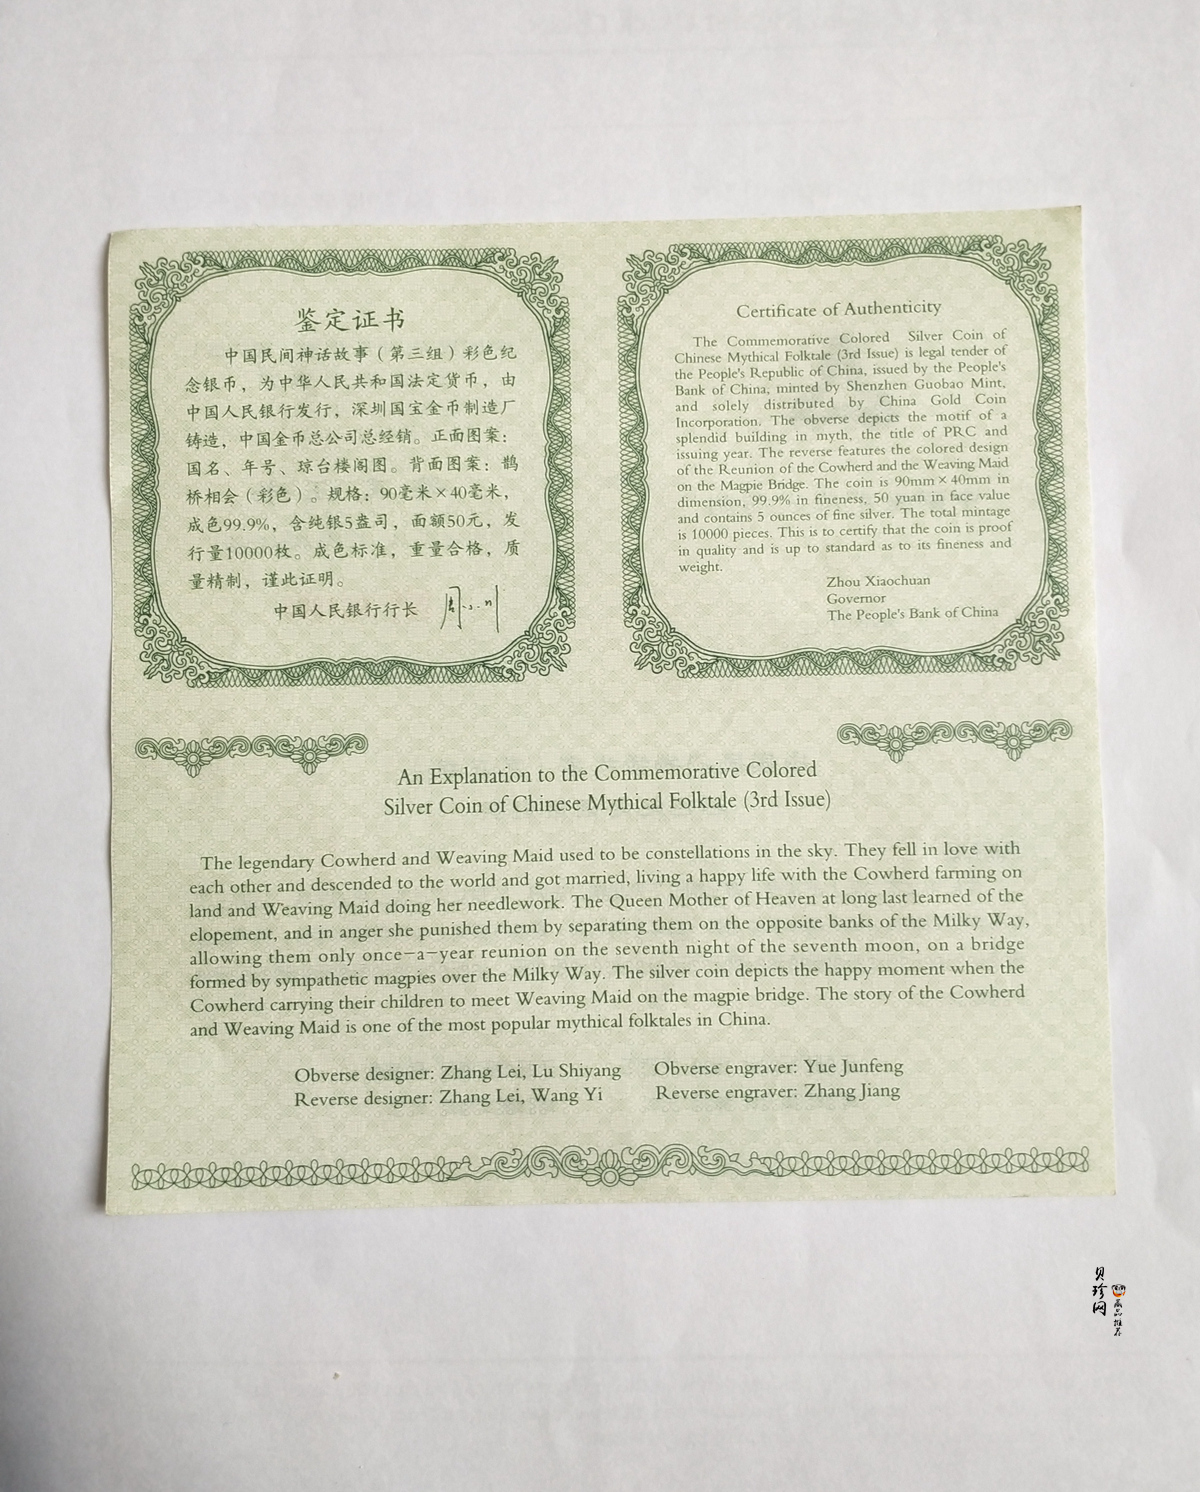 鉴定证书
中国民间神话故事（第三组）彩色纪
念银币，为中华人民共和国法定货币，由
中国人民银行发行，深圳国宝金币制造厂
铸造，中国金币总公司总经销。正面图案：
国名、年号、琼台楼阁图。背面图案：鹊
桥相会（彩色）。规格：90毫米×40毫米，
成色99.9%，含纯银5盎司，面额50元，发
行量10000枚。成色标准，重量合格，质
量精制，谨此证明。
中国人民银行行长 周小川
Certificate of Authenticity
The Commemorative Colored Silver Coin of
Chinese Mythical Folktale (3rd Issue) is legal tender of
the People's Republic of China, issued by the People's
Bank of China, minted by Shenzhen Guobao Mint,
and solely distributed by China Gold Coin
Incorporation. The obverse depicts the motif of a
splendid building in myth, the title of PRC and
issuing year. The reverse features the colored design
of the Reunion of the Cowherd and the Weaving Maid
on the Magpie Bridge. The coin is 90mm×40mm in
dimension, 99.9% in fineness, 50 yuan in face value
and contains 5 ounces of fine silver. The total mintage
is 10000 pieces. This is to certify that the coin is proof
in quality and is up to standard as to its fineness and
weight.
Zhou Xiaochuan
Governor
The People's Bank of China
An Explanation to the Commemorative Colored
Silver Coin of Chinese Mythical Folktale (3rd Issue)
The legendary Cowherd and Weaving Maid used to be constellations in the sky. They fell in love with
each other and descended to the world and got married, living a happy life with the Cowherd farming on
land and Weaving Maid doing her needlework. The Queen Mother of Heaven at long last learned of the
elopement, and in anger she punished them by separating them on the opposite banks of the Milky Way,
allowing them only once-a-year reunion on the seventh night of the seventh moon, on a bridge
formed by sympathetic magpies over the Milky Way. The silver coin depicts the happy moment when the
Cowherd carrying their children to meet Weaving Maid on the magpie bridge. The story of the Cowherd
and Weaving Maid is one of the most popular mythical folktales in China.
Obverse designer: Zhang Lei, Lu Shiyang Obverse engraver: Yue Junfeng
Reverse designer: Zhang Lei, Wang Yi Reverse engraver: Zhang Jiang
贝珍网
藏品推荐